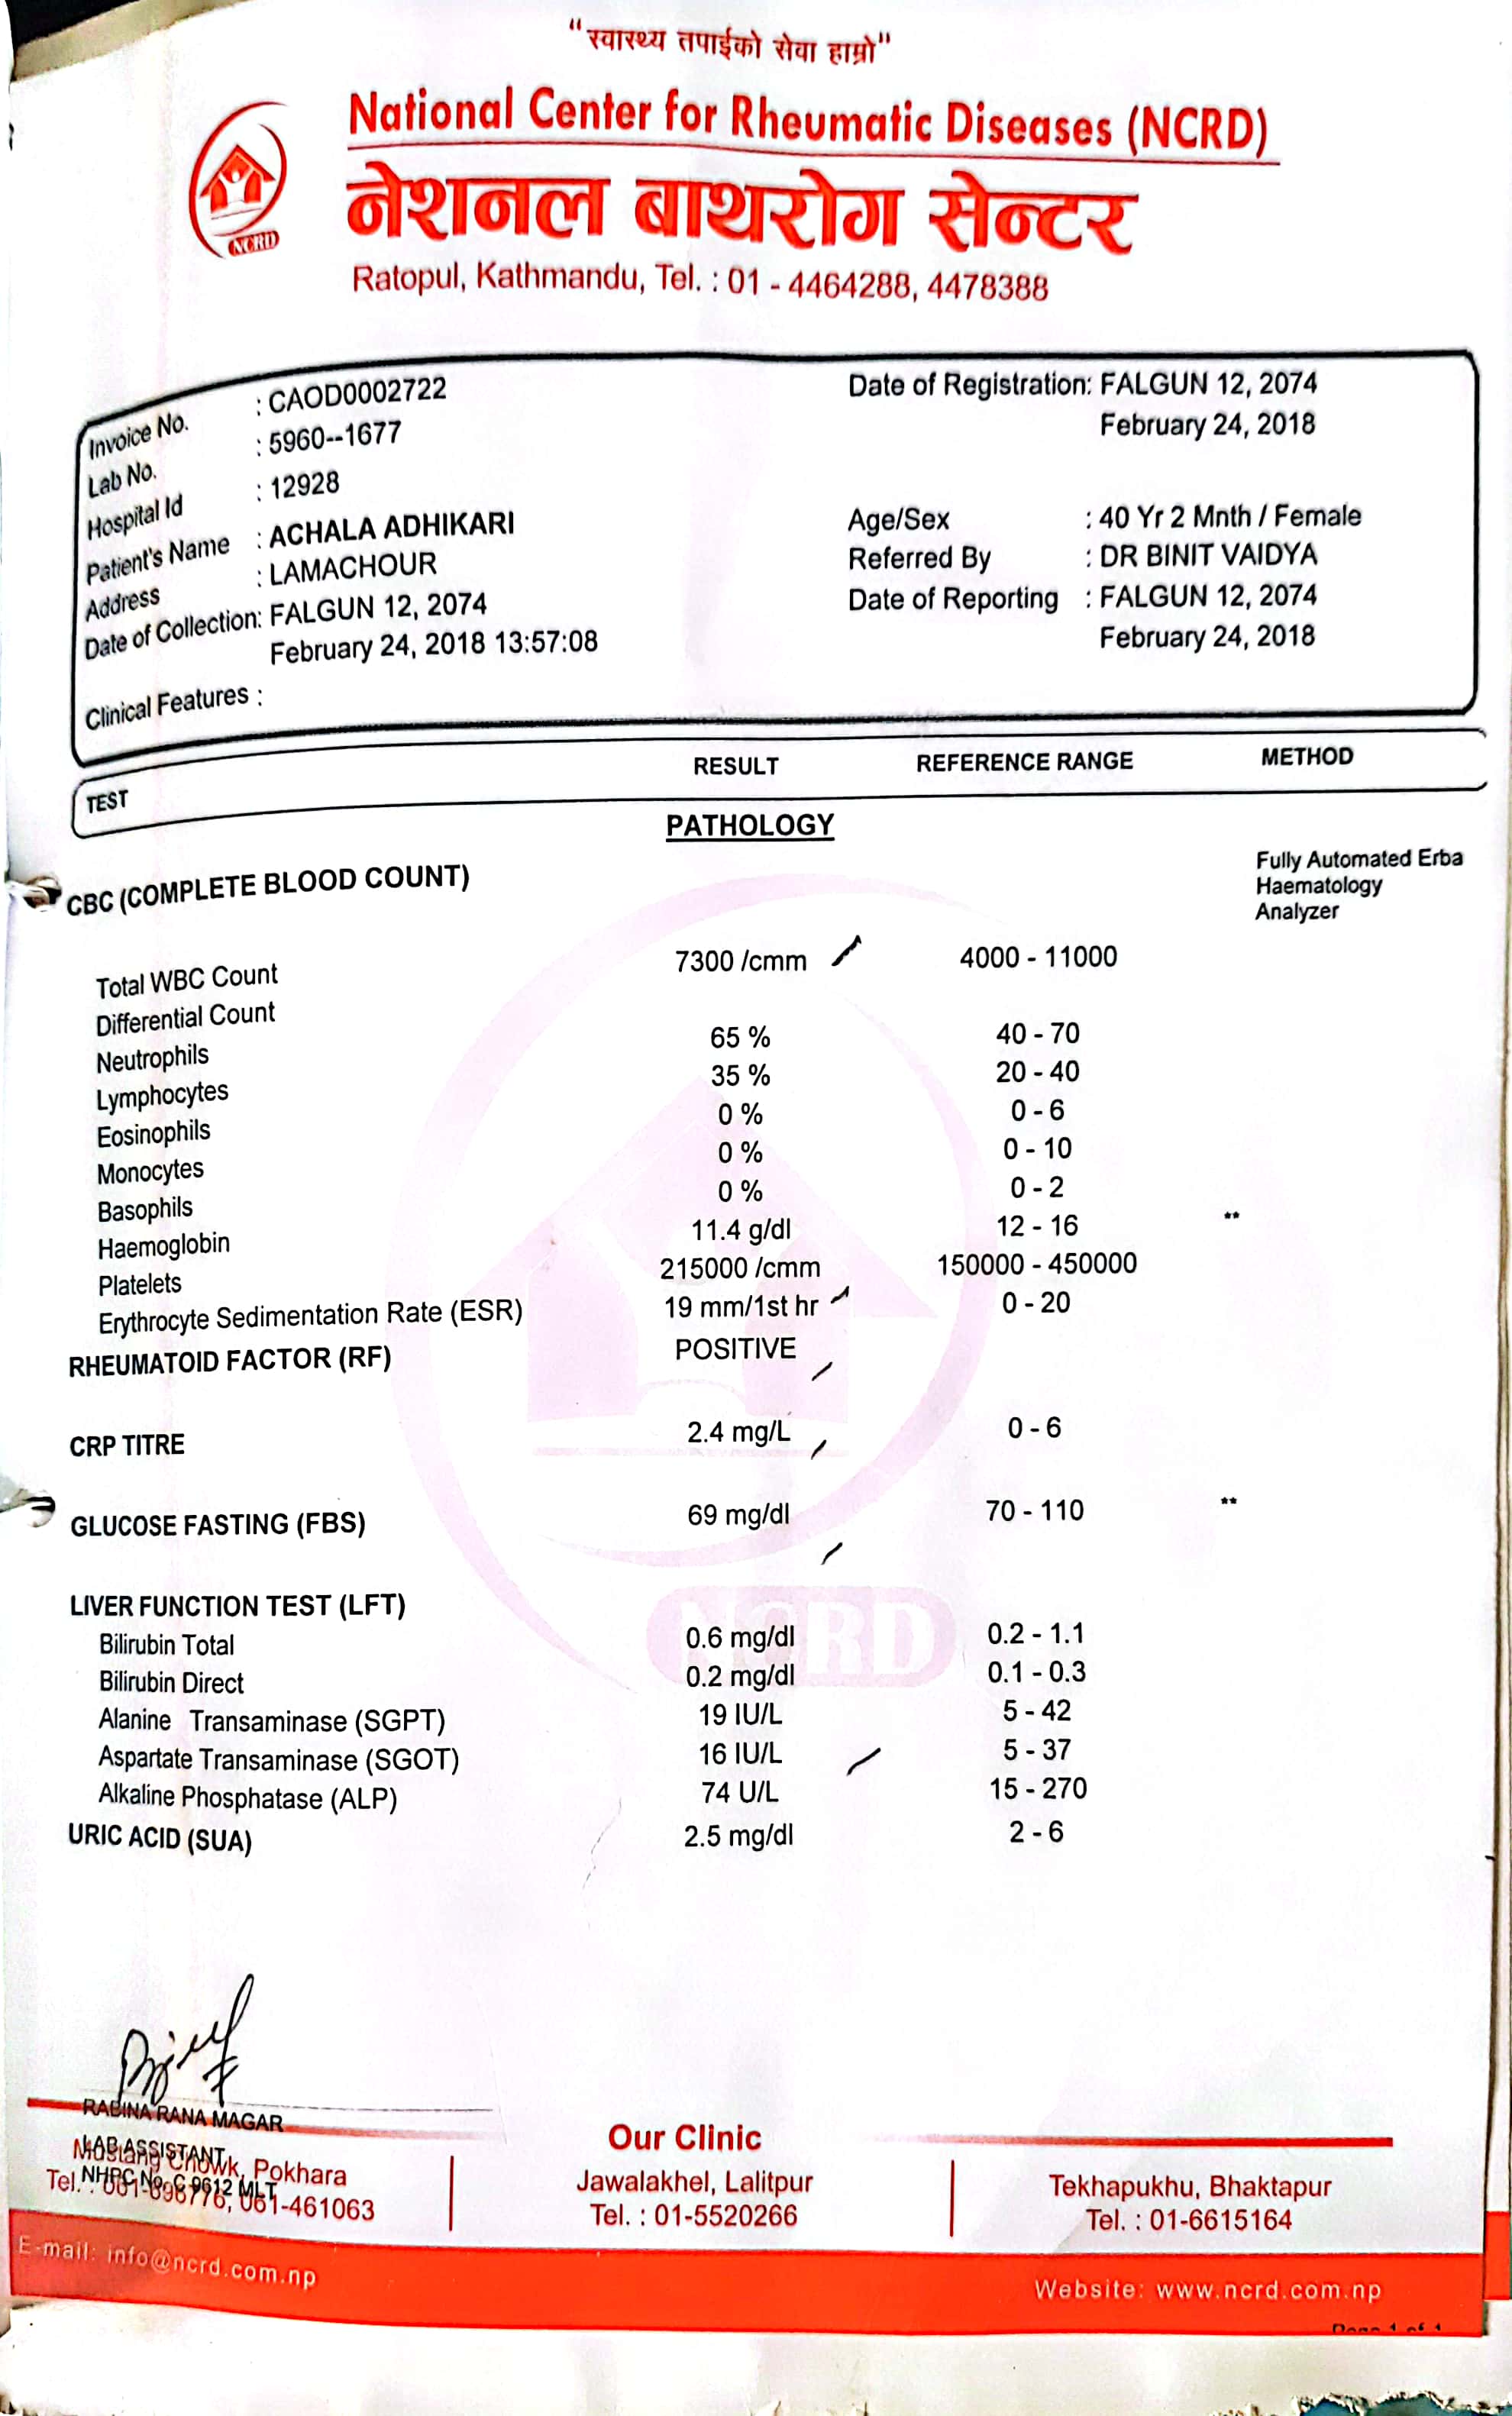 “स्वास्थ्य तपाईको सेवा हाम्रो”
National Center for Rheumatic Diseases (NCRD)
नेशनल बाथरोग सेन्टर
NCRD
Ratopul, Kathmandu, Tel. : 01 - 4464288, 4478388
Invoice No. : CAOD0002722 Date of Registration: FALGUN 12, 2074
Lab No. : 5960--1677 February 24, 2018
Hospital Id : 12928
Patient's Name : ACHALA ADHIKARI Age/Sex : 40 Yr 2 Mnth / Female
Address : LAMACHOUR Referred By : DR BINIT VAIDYA
Date of Collection: FALGUN 12, 2074 Date of Reporting : FALGUN 12, 2074
February 24, 2018 13:57:08 February 24, 2018
Clinical Features :
TEST RESULT REFERENCE RANGE METHOD
PATHOLOGY
CBC (COMPLETE BLOOD COUNT) Fully Automated Erba
Haematology
Analyzer
Total WBC Count 7300 /cmm 4000 - 11000
Differential Count
Neutrophils 65 % 40 - 70
Lymphocytes 35 % 20 - 40
Eosinophils 0 % 0 - 6
Monocytes 0 % 0 - 10
Basophils 0 % 0 - 2
Haemoglobin 11.4 g/dl 12 - 16 **
Platelets 215000 /cmm 150000 - 450000
Erythrocyte Sedimentation Rate (ESR) 19 mm/1st hr 0 - 20
RHEUMATOID FACTOR (RF) POSITIVE
CRP TITRE 2.4 mg/L 0 - 6
GLUCOSE FASTING (FBS) 69 mg/dl 70 - 110 **
LIVER FUNCTION TEST (LFT)
NCRD
Bilirubin Total 0.6 mg/dl 0.2 - 1.1
Bilirubin Direct 0.2 mg/dl 0.1 - 0.3
Alanine Transaminase (SGPT) 19 IU/L 5 - 42
Aspartate Transaminase (SGOT) 16 IU/L 5 - 37
Alkaline Phosphatase (ALP) 74 U/L 15 - 270
URIC ACID (SUA) 2.5 mg/dl 2 - 6
RABINA RANA MAGAR
LAB ASSISTANT
NHPC No. C 9612 MLT
Our Clinic
Mustang Chowk, Pokhara
Tel. : 061-696776, 061-461063
Jawalakhel, Lalitpur
Tel. : 01-5520266
Tekhapukhu, Bhaktapur
Tel. : 01-6615164
E-mail: info@ncrd.com.np
Website: www.ncrd.com.np
Page 1 of 1